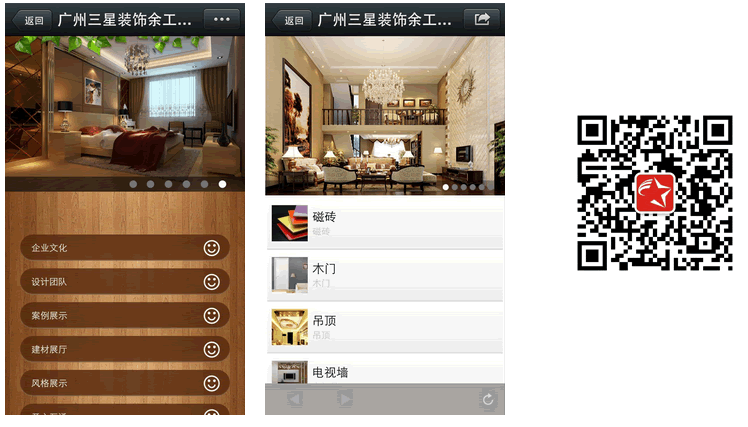 返回
广州三星装饰余工...
企业文化
设计团队
案例展示
建材展厅
风格展示
返回
广州三星装饰余工...
磁砖
磁砖
木门
木门
吊顶
吊顶
电视墙